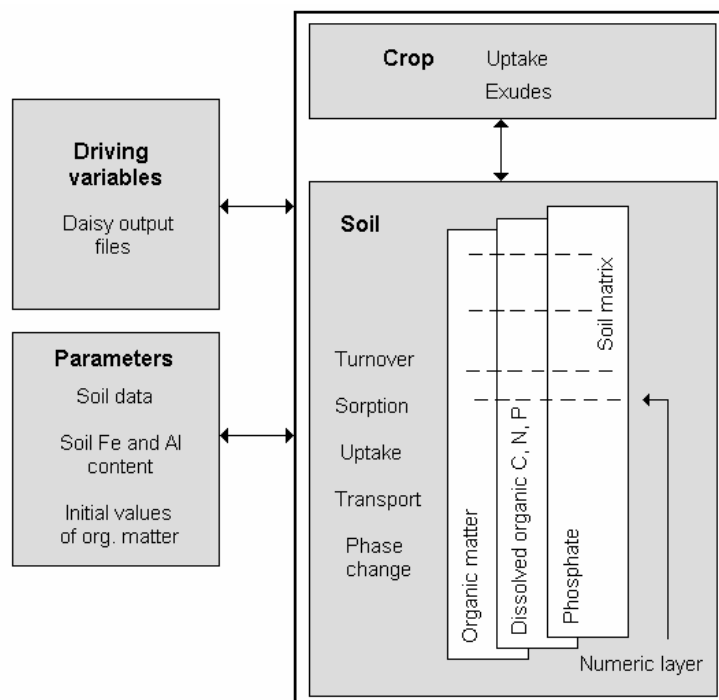 Crop
Uptake
Exudes
Driving
variables
Daisy output
files
Parameters
Soil data
Soil Fe and Al
content
Initial values
of org. matter
Soil
Turnover
Sorption
Uptake
Transport
Phase
change
Organic matter
Dissolved organic C, N, P
Phosphate
Soil matrix
Numeric layer